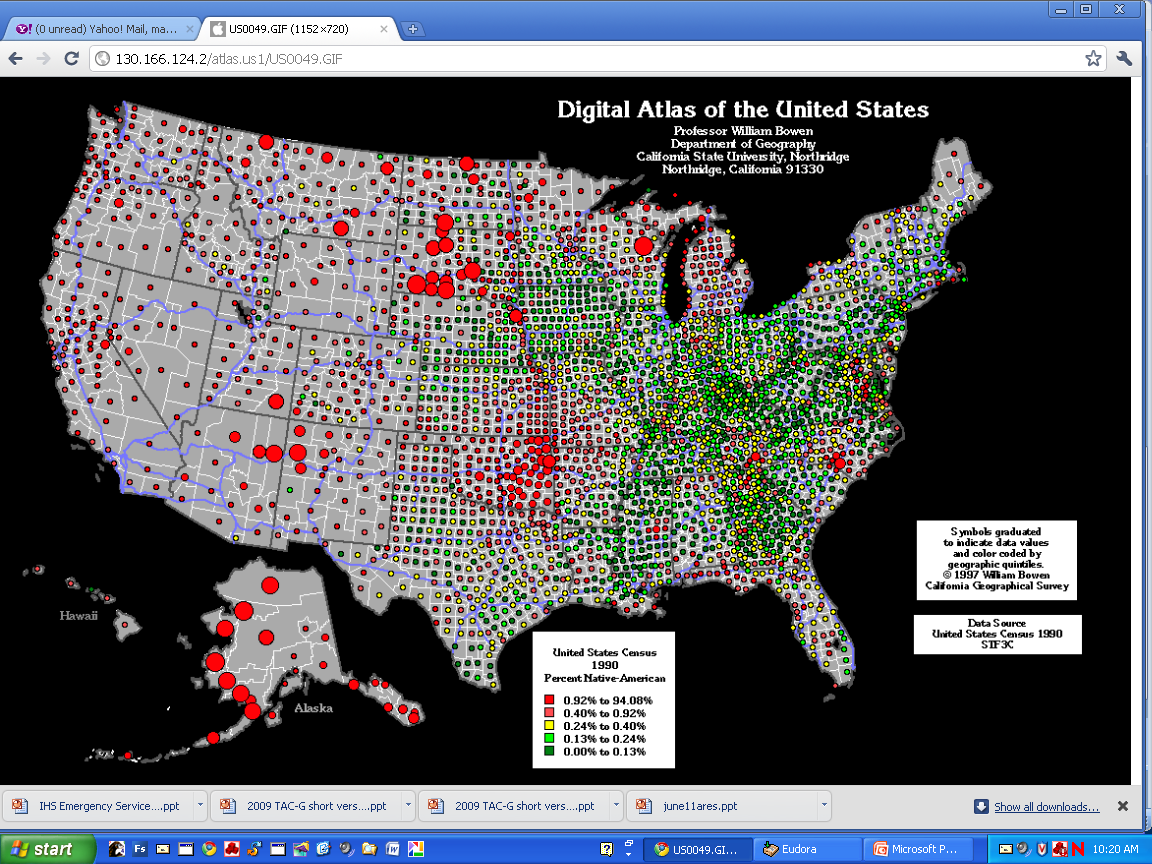 (0 unread) Yahoo! Mail, ma...
US0049.GIF (1152×720)
130.166.124.2/atlas.us1/US0049.GIF
Digital Atlas of the United States
Professor William Bowen
Department of Geography
California State University, Northridge
Northridge, California 91330
Symbols graduated
to indicate data values
and color coded by
geographic quintiles.
© 1997 William Bowen
California Geographical Survey
Data Source
United States Census 1990
STF3C
Hawaii
Alaska
United States Census
1990
Percent Native-American
0.92% to 94.08%
0.40% to 0.92%
0.24% to 0.40%
0.13% to 0.24%
0.00% to 0.13%
IHS Emergency Service....ppt
2009 TAC-G short vers....ppt
2009 TAC-G short vers....ppt
june11ares.ppt
Show all downloads...
start
Fs
US0049.GI...
Eudora
Microsoft P...
10:20 AM